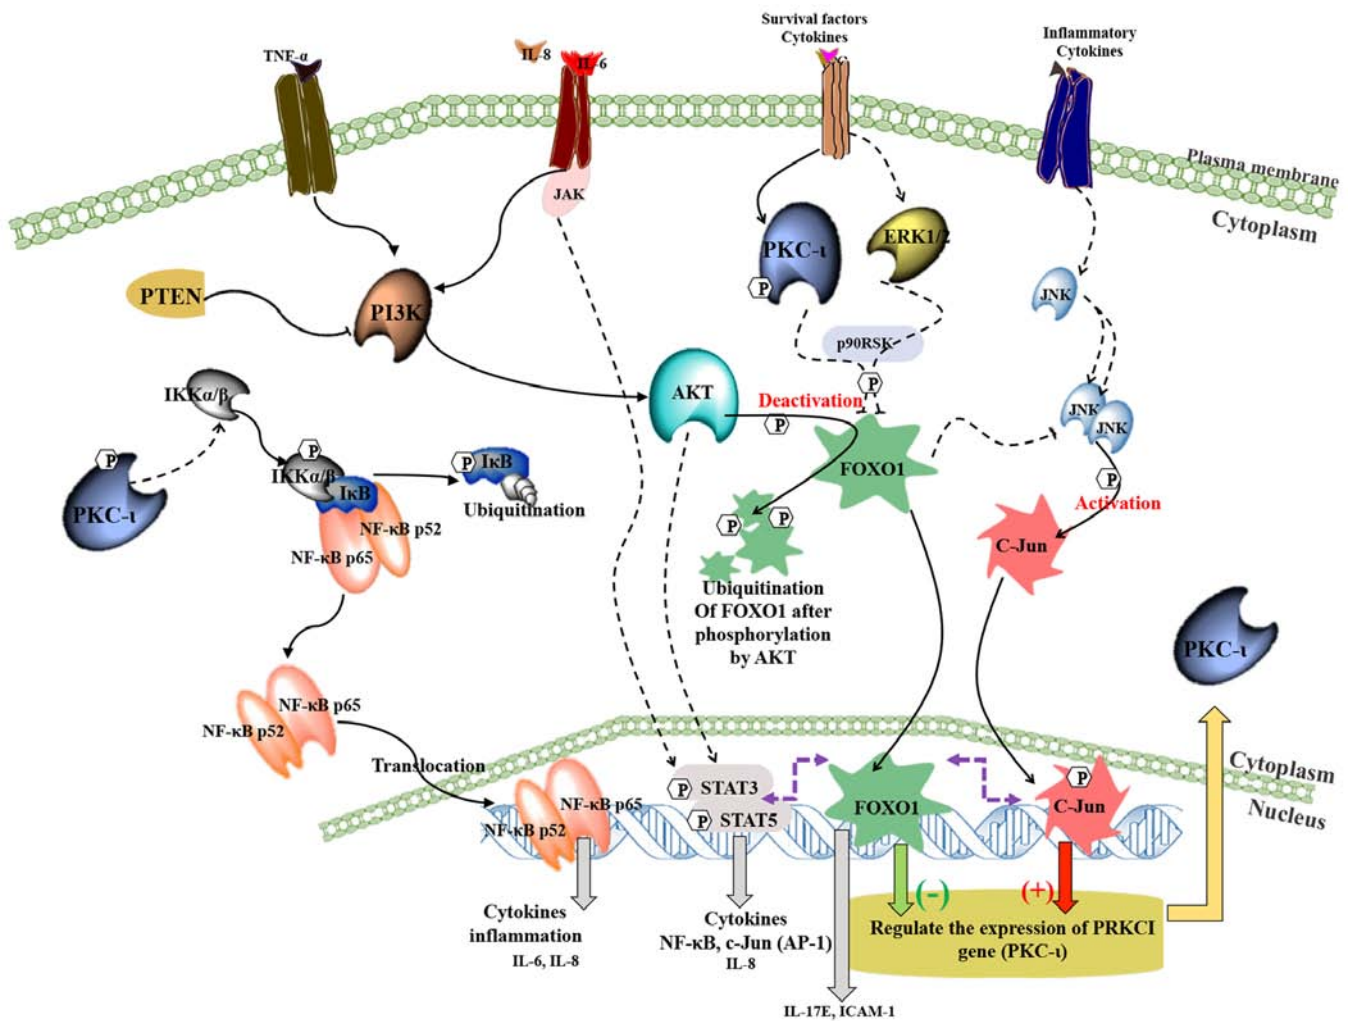 Survival factors
Cytokines
Inflammatory
Cytokines
TNF-α
IL-8
IL-6
Plasma membrane
Cytoplasm
JAK
PKC-ι
P
ERK1/2
JNK
PTEN
PI3K
p90RSK
P
IKKα/β
AKT
Deactivation
P
JNK
JNK
P
P
IKKα/β
P
IκB
P
IκB
Ubiquitination
FOXO1
P
Activation
PKC-ι
NF-κB p52
NF-κB p65
P
P
C-Jun
Ubiquitination
Of FOXO1 after
phosphorylation
by AKT
PKC-ι
NF-κB p65
NF-κB p52
Translocation
Cytoplasm
Nucleus
NF-κB p65
NF-κB p52
P
STAT3
P
STAT5
FOXO1
P
C-Jun
(-)
(+)
Cytokines
inflammation
IL-6, IL-8
Cytokines
NF-κB, c-Jun (AP-1)
IL-8
Regulate the expression of PRKCI
gene (PKC-ι)
IL-17E, ICAM-1